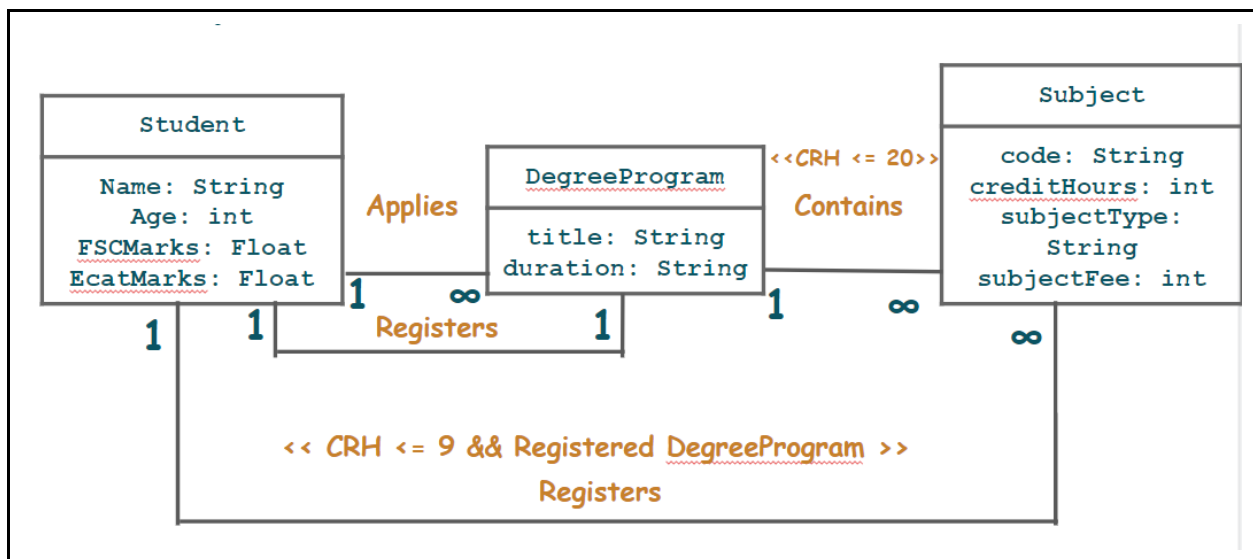 Student
Name: String
Age: int
FSCMarks: Float
EcatMarks: Float
Applies
1
∞
Registers
1
1
DegreeProgram
title: String
duration: String
<<CRH <= 20>>
Contains
1
∞
Subject
code: String
creditHours: int
subjectType:
String
subjectFee: int
1
∞
<< CRH <= 9 && Registered DegreeProgram >>
Registers